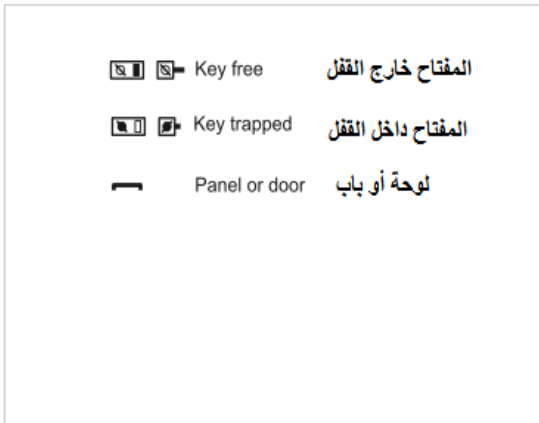 Key free المفتاح خارج القفل
Key trapped المفتاح داخل القفل
Panel or door لوحة أو باب